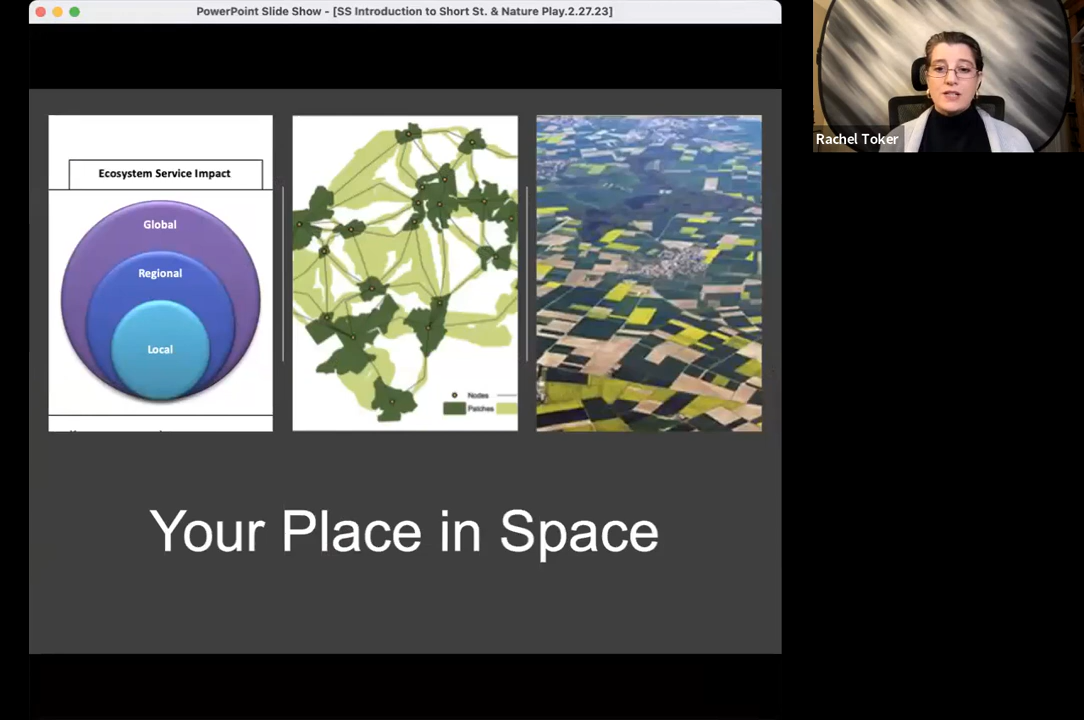 PowerPoint Slide Show - [SS Introduction to Short St. & Nature Play.2.27.23]
Rachel Toker
Ecosystem Service Impact
Global
Regional
Local
Nodes
Patches
Your Place in Space